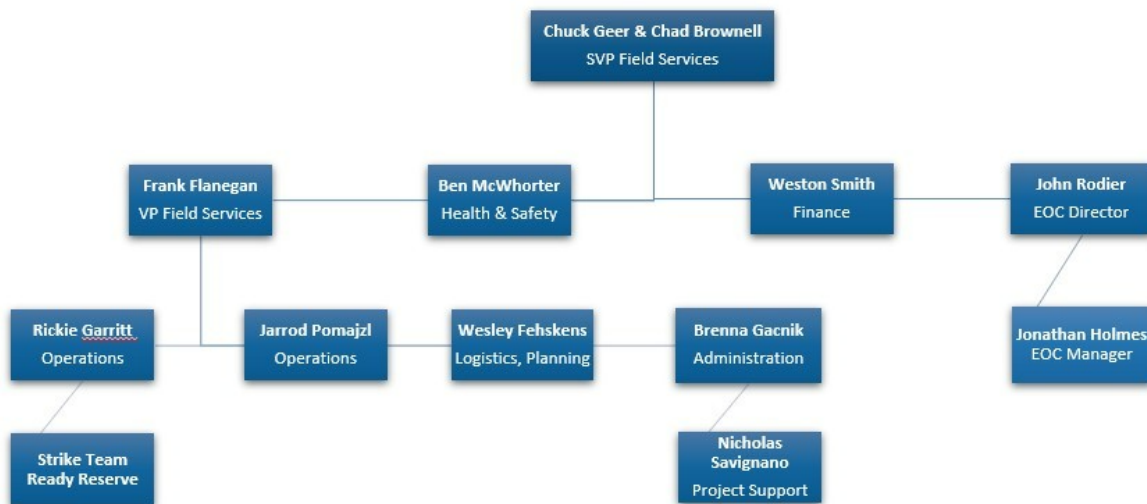 Chuck Geer & Chad Brownell
SVP Field Services
Frank Flanegan
VP Field Services
Ben McWhorter
Health & Safety
Weston Smith
Finance
John Rodier
EOC Director
Rickie Garritt
Operations
Jarrod Pomajzl
Operations
Wesley Fehskens
Logistics, Planning
Brenna Gacnik
Administration
Jonathan Holmes
EOC Manager
Strike Team
Ready Reserve
Nicholas
Savignano
Project Support